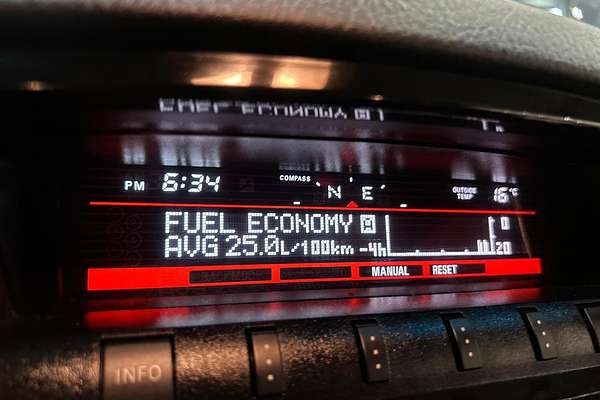 PM 6:34
COMPASS
N E
OUTSIDE TEMP 16°C
FUEL ECONOMY M 0
AVG 25.0L/100km -4h 20
MANUAL RESET
INFO